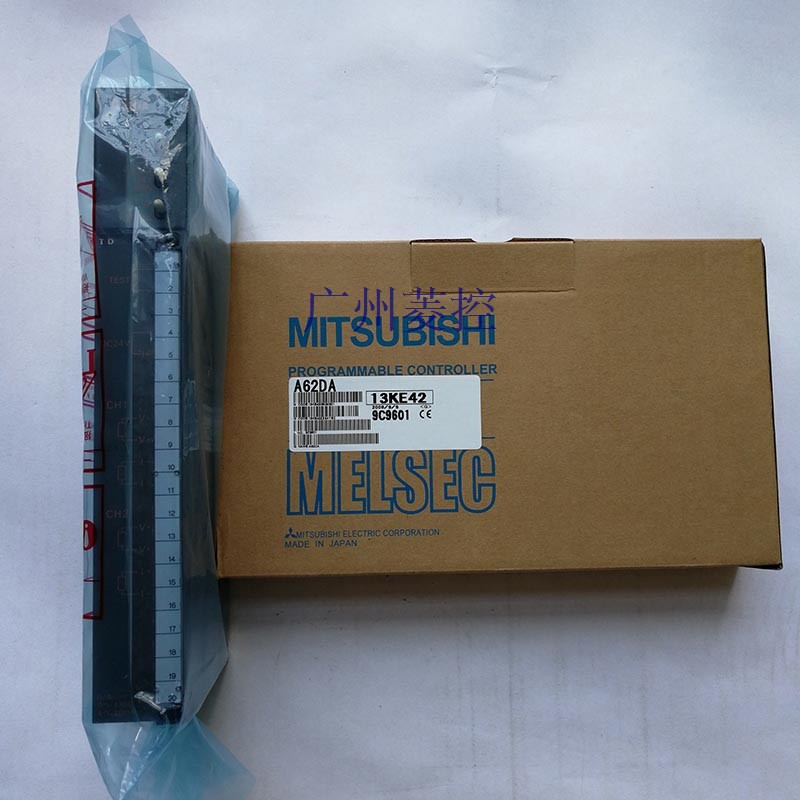 广州菱控
MITSUBISHI
PROGRAMMABLE CONTROLLER
A62DA
13KE42
9C9601 CE
MELSEC
MITSUBISHI ELECTRIC CORPORATION
MADE IN JAPAN
TEST
2
3
4
5
6
DC24V
7
CH1
8
9
10
11
12
CH2
13
14
15
16
17
18
19
20